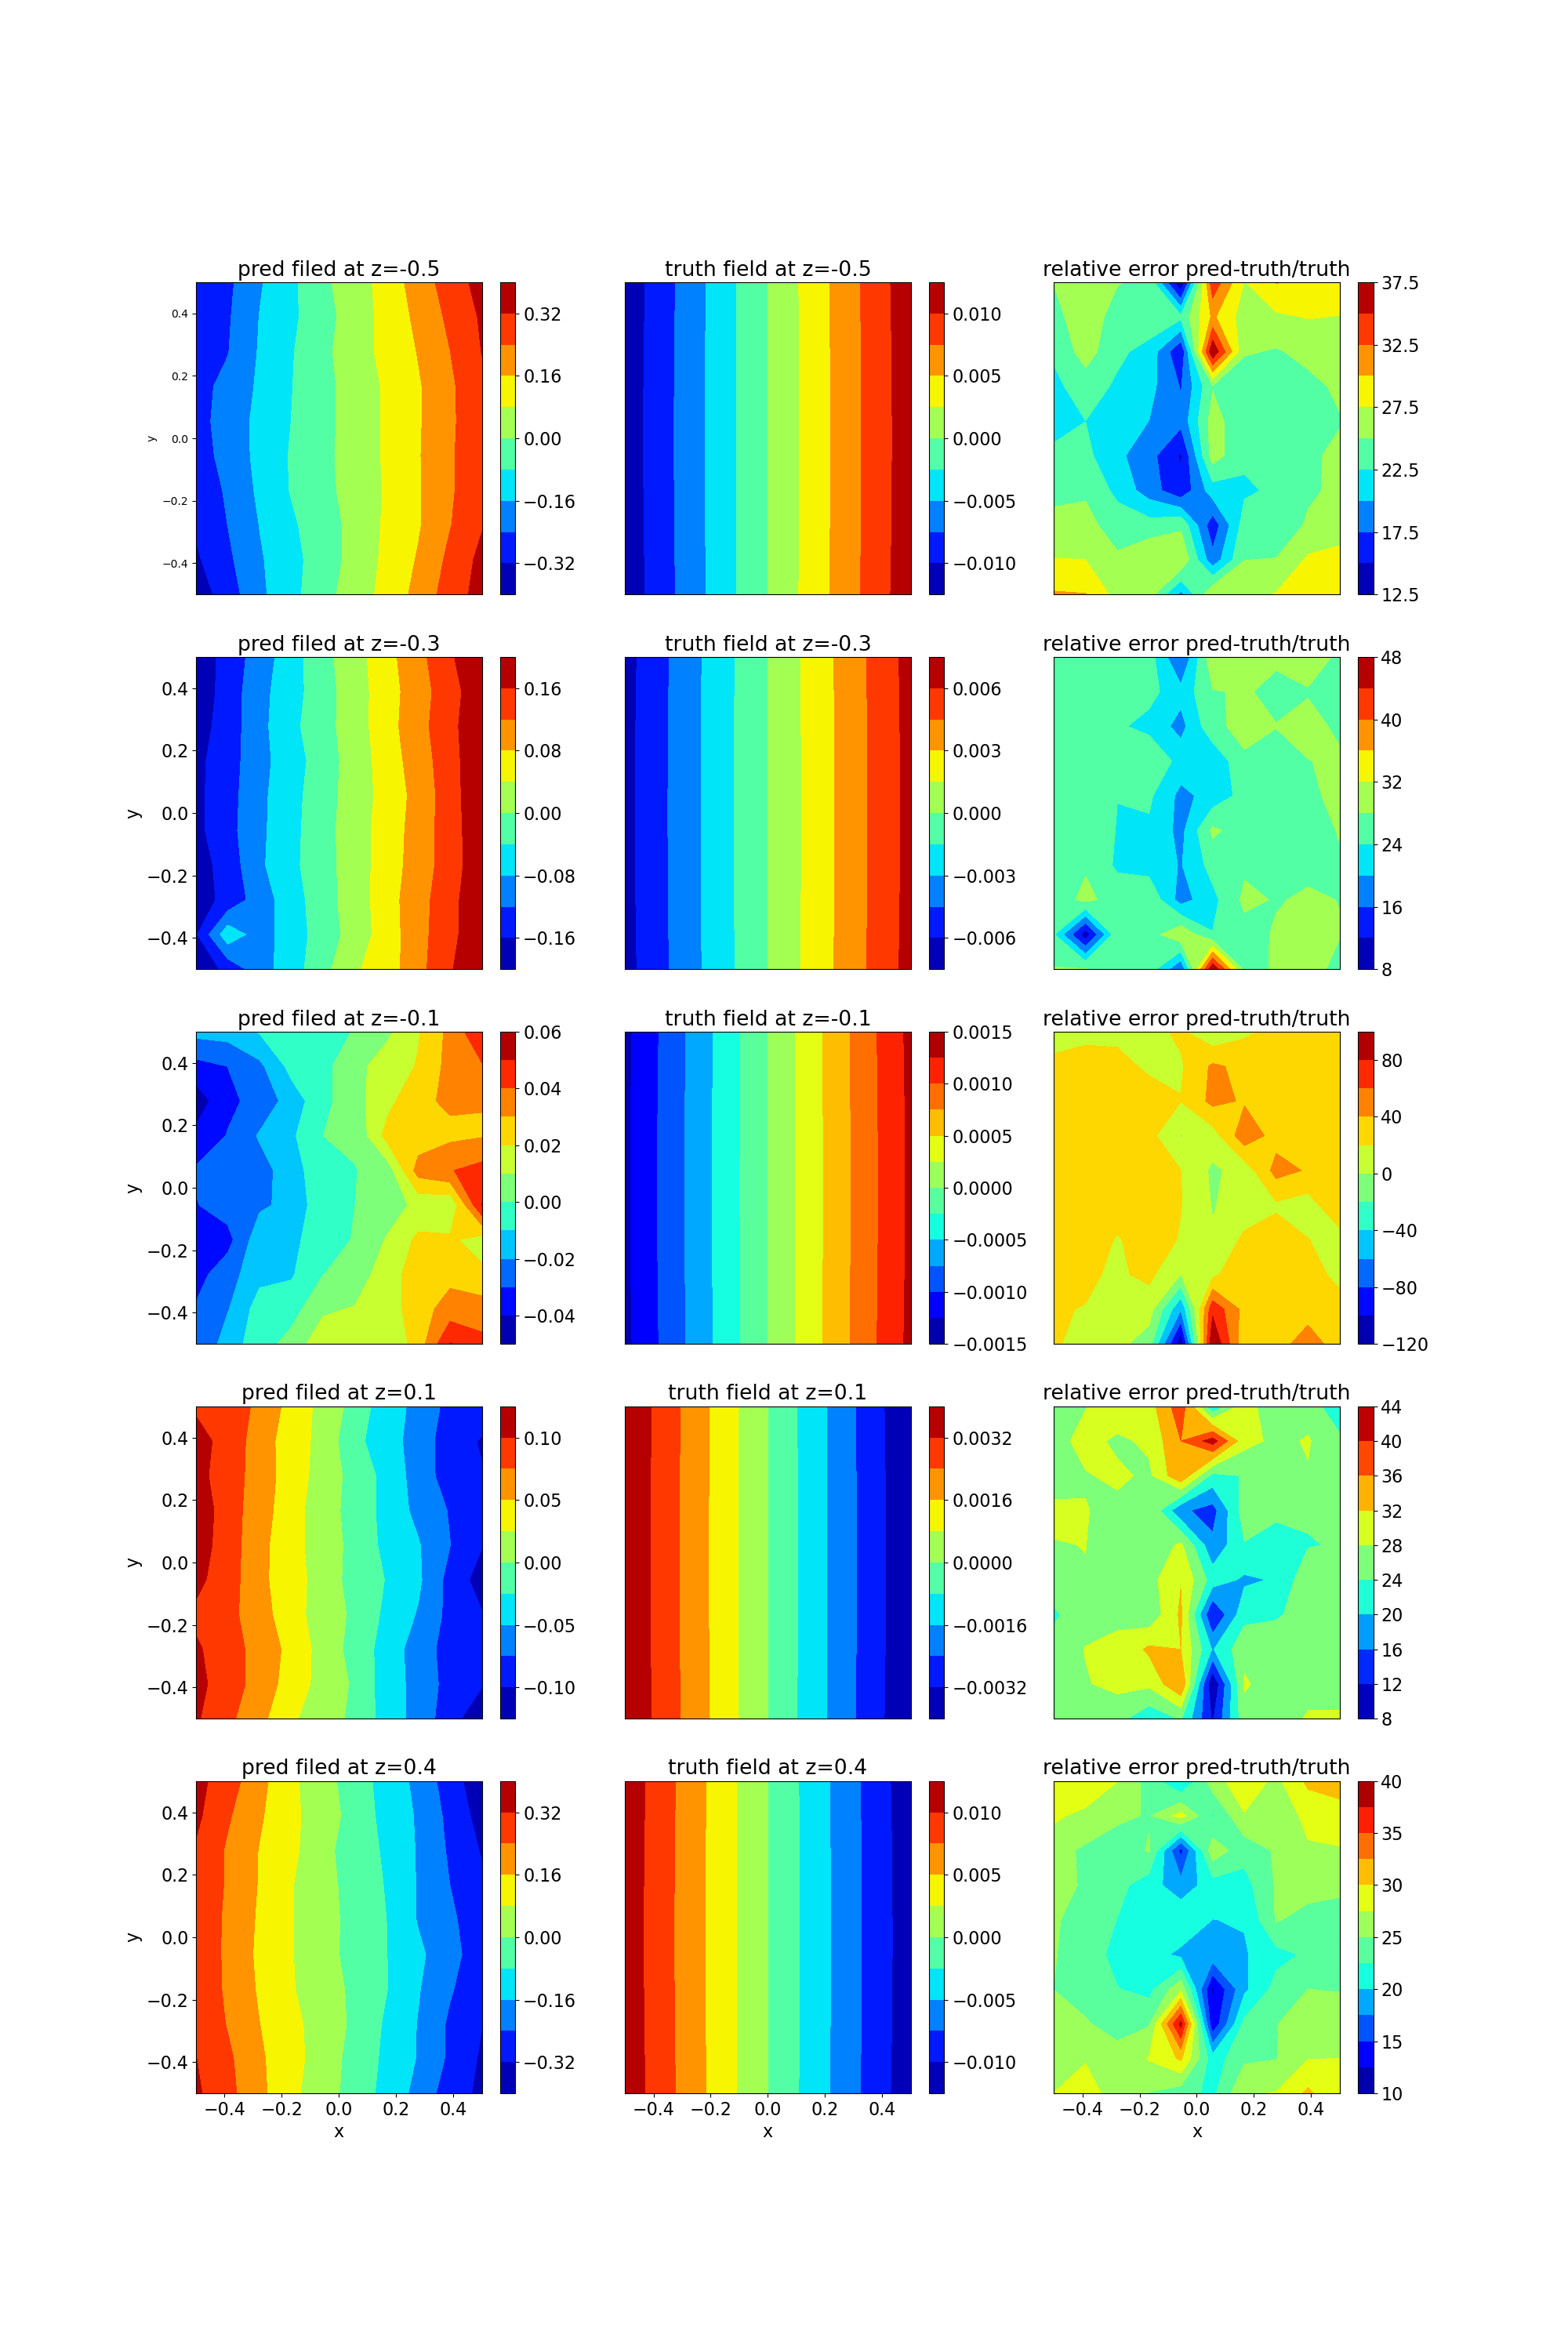 pred filed at z=-0.5 truth field at z=-0.5 relative error pred-truth/truth
0.4 0.2 0.0 −0.2 −0.4
y
0.32 0.16 0.00 −0.16 −0.32
0.010 0.005 0.000 −0.005 −0.010
37.5 32.5 27.5 22.5 17.5 12.5
pred filed at z=-0.3 truth field at z=-0.3 relative error pred-truth/truth
0.4 0.2 0.0 −0.2 −0.4
y
0.16 0.08 0.00 −0.08 −0.16
0.006 0.003 0.000 −0.003 −0.006
48 40 32 24 16 8
pred filed at z=-0.1 truth field at z=-0.1 relative error pred-truth/truth
0.4 0.2 0.0 −0.2 −0.4
y
0.06 0.04 0.02 0.00 −0.02 −0.04
0.0015 0.0010 0.0005 0.0000 −0.0005 −0.0010 −0.0015
80 40 0 −40 −80 −120
pred filed at z=0.1 truth field at z=0.1 relative error pred-truth/truth
0.4 0.2 0.0 −0.2 −0.4
y
0.10 0.05 0.00 −0.05 −0.10
0.0032 0.0016 0.0000 −0.0016 −0.0032
44 40 36 32 28 24 20 16 12 8
pred filed at z=0.4 truth field at z=0.4 relative error pred-truth/truth
0.4 0.2 0.0 −0.2 −0.4
y
0.32 0.16 0.00 −0.16 −0.32
0.010 0.005 0.000 −0.005 −0.010
40 35 30 25 20 15 10
−0.4 −0.2 0.0 0.2 0.4 −0.4 −0.2 0.0 0.2 0.4 −0.4 −0.2 0.0 0.2 0.4
x x x